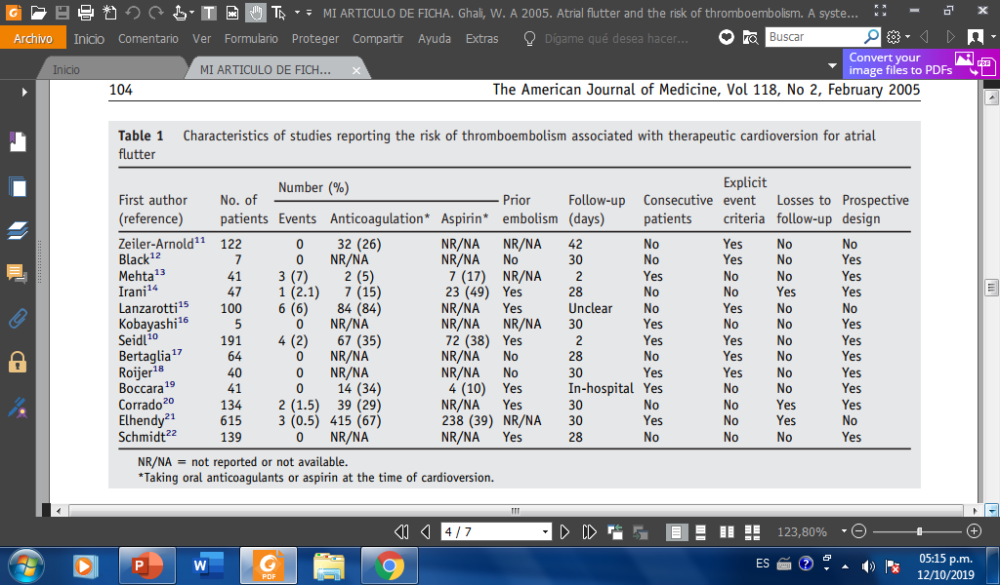 MI ARTICULO DE FICHA. Ghali, W. A 2005. Atrial flutter and the risk of thromboembolism. A syste...
Archivo Inicio Comentario Ver Formulario Proteger Compartir Ayuda Extras Dígame qué desea hacer... Buscar
Inicio MI ARTICULO DE FICH... Convert your
image files to PDFs
104 The American Journal of Medicine, Vol 118, No 2, February 2005
Table 1 Characteristics of studies reporting the risk of thromboembolism associated with therapeutic cardioversion for atrial
flutter
Number (%) Explicit
First author No. of Prior Follow-up Consecutive event Losses to Prospective
(reference) patients Events Anticoagulation* Aspirin* embolism (days) patients criteria follow-up design
Zeiler-Arnold11 122 0 32 (26) NR/NA NR/NA 42 No Yes No No
Black12 7 0 NR/NA NR/NA No 30 No Yes No Yes
Mehta13 41 3 (7) 2 (5) 7 (17) NR/NA 2 Yes No No Yes
Irani14 47 1 (2.1) 7 (15) 23 (49) Yes 28 No No Yes Yes
Lanzarotti15 100 6 (6) 84 (84) NR/NA Yes Unclear No Yes No No
Kobayashi16 5 0 NR/NA NR/NA NR/NA 30 Yes No No Yes
Seidl10 191 4 (2) 67 (35) 72 (38) Yes 2 Yes Yes No Yes
Bertaglia17 64 0 NR/NA NR/NA No 28 No Yes No Yes
Roijer18 40 0 NR/NA NR/NA No 30 Yes Yes No Yes
Boccara19 41 0 14 (34) 4 (10) Yes In-hospital Yes No No Yes
Corrado20 134 2 (1.5) 39 (29) NR/NA Yes 30 No No Yes Yes
Elhendy21 615 3 (0.5) 415 (67) 238 (39) NR/NA 30 Yes No Yes No
Schmidt22 139 0 NR/NA NR/NA Yes 28 No No No Yes
NR/NA = not reported or not available.
*Taking oral anticoagulants or aspirin at the time of cardioversion.
4 / 7 123,80%
ES 05:15 p.m.
12/10/2019